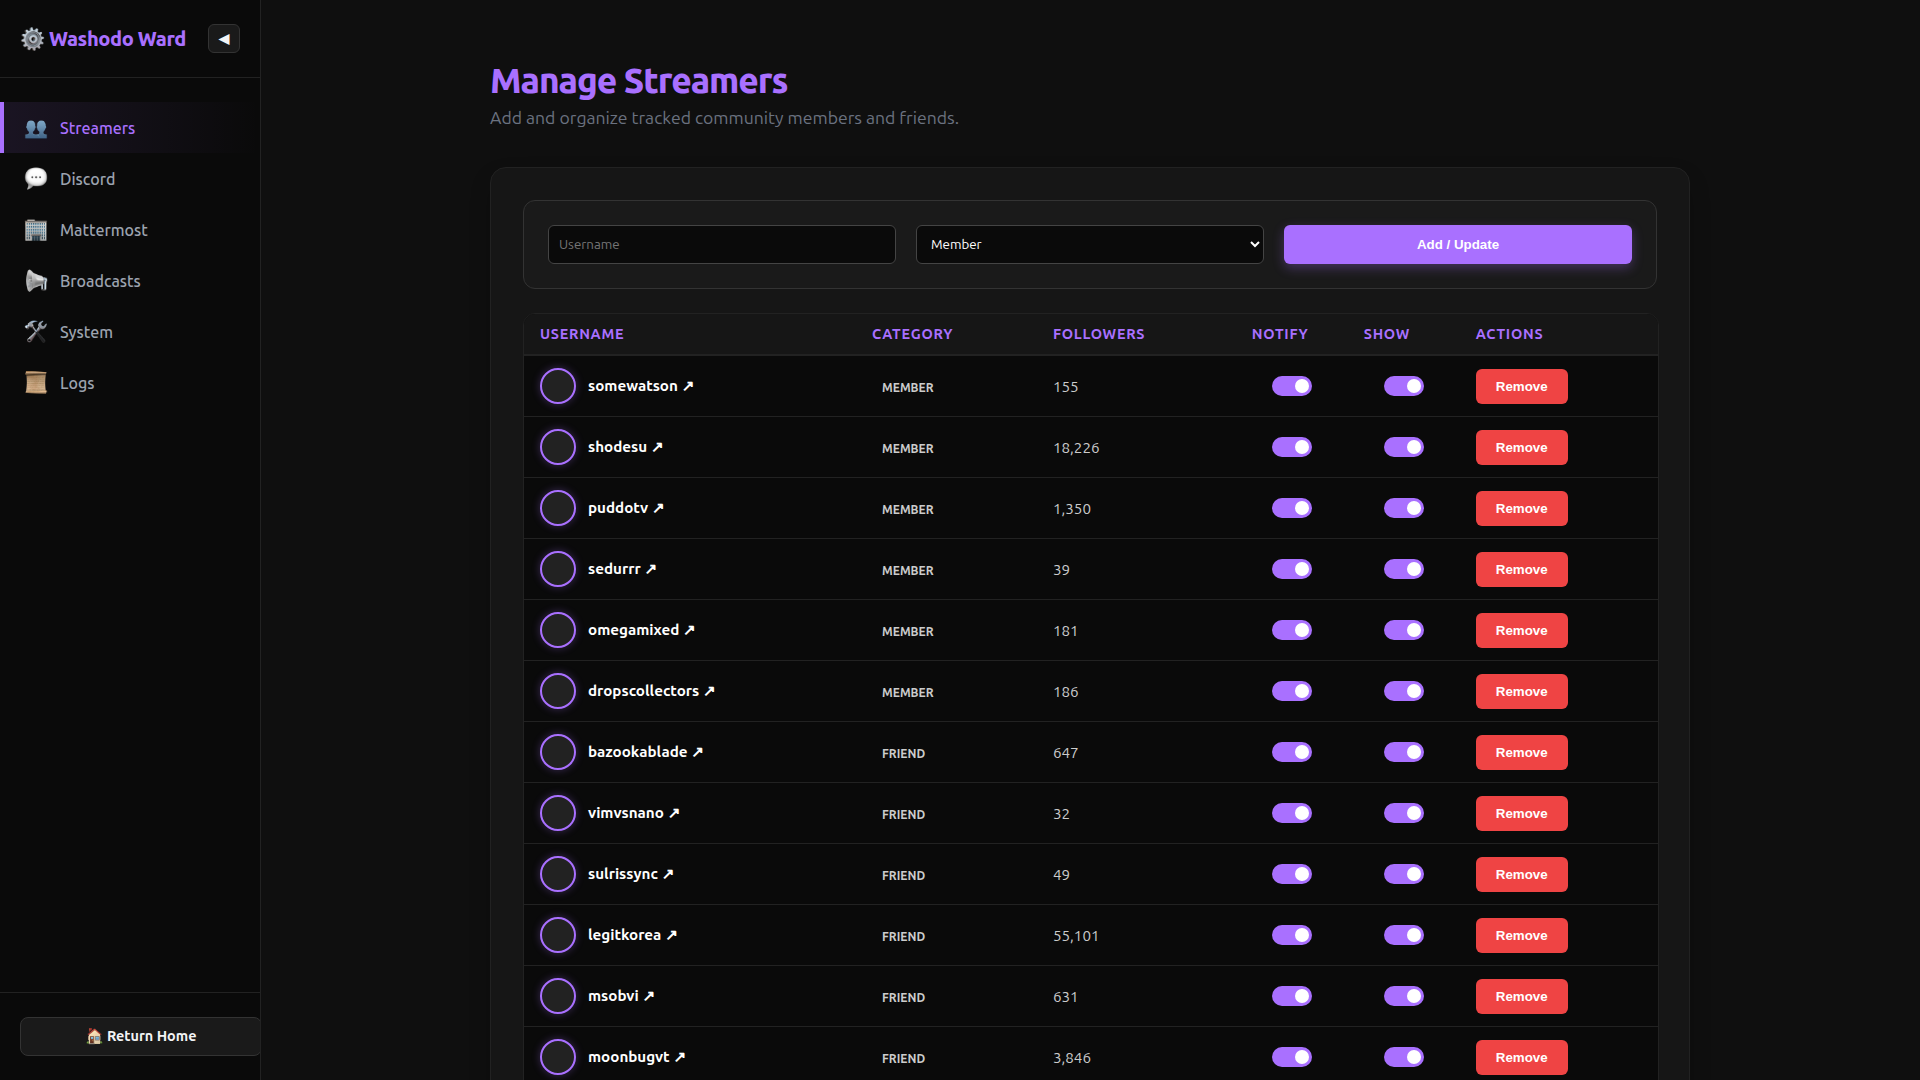 Washodo Ward
Streamers
Discord
Mattermost
Broadcasts
System
Logs
Return Home
Manage Streamers
Add and organize tracked community members and friends.
Username
Member
Add / Update
USERNAME CATEGORY FOLLOWERS NOTIFY SHOW ACTIONS
somewatson ↗ MEMBER 155 Remove
shodesu ↗ MEMBER 18,226 Remove
puddotv ↗ MEMBER 1,350 Remove
sedurrr ↗ MEMBER 39 Remove
omegamixed ↗ MEMBER 181 Remove
dropscollectors ↗ MEMBER 186 Remove
bazookablade ↗ FRIEND 647 Remove
vimvsnano ↗ FRIEND 32 Remove
sulrissync ↗ FRIEND 49 Remove
legitkorea ↗ FRIEND 55,101 Remove
msobvi ↗ FRIEND 631 Remove
moonbugvt ↗ FRIEND 3,846 Remove